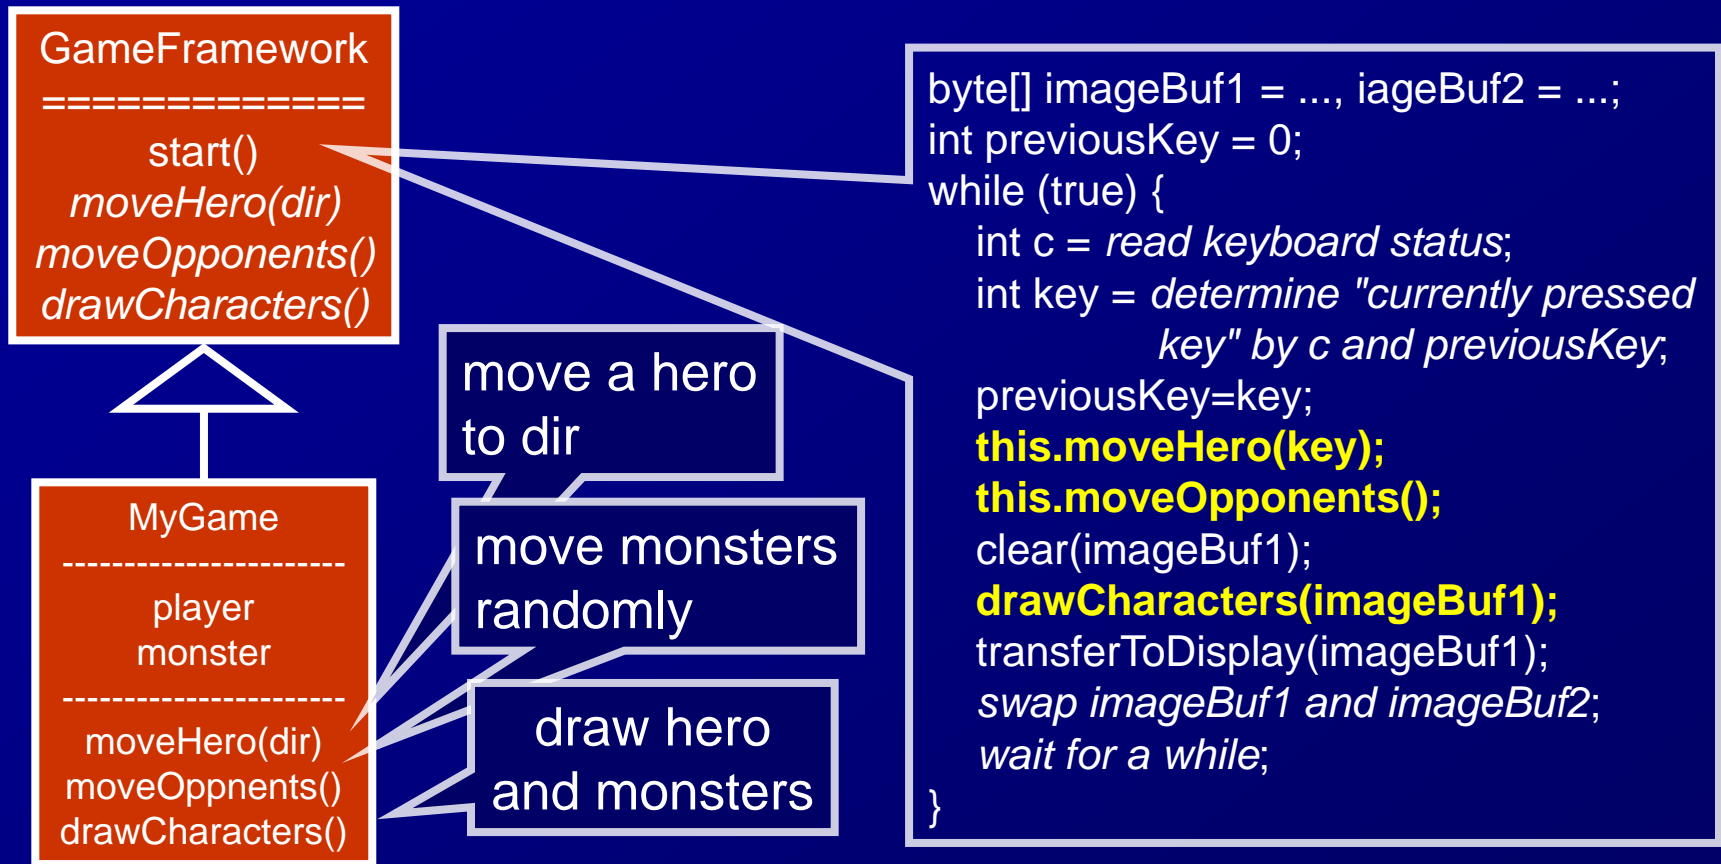 GameFramework
=============
start()
moveHero(dir)
moveOpponents()
drawCharacters()
MyGame
-----------------------
player
monster
-----------------------
moveHero(dir)
moveOppnents()
drawCharacters()
move a hero
to dir
move monsters
randomly
draw hero
and monsters
byte[] imageBuf1 = ..., iageBuf2 = ...;
int previousKey = 0;
while (true) {
int c = read keyboard status;
int key = determine "currently pressed
key" by c and previousKey;
previousKey=key;
this.moveHero(key);
this.moveOpponents();
clear(imageBuf1);
drawCharacters(imageBuf1);
transferToDisplay(imageBuf1);
swap imageBuf1 and imageBuf2;
wait for a while;
}